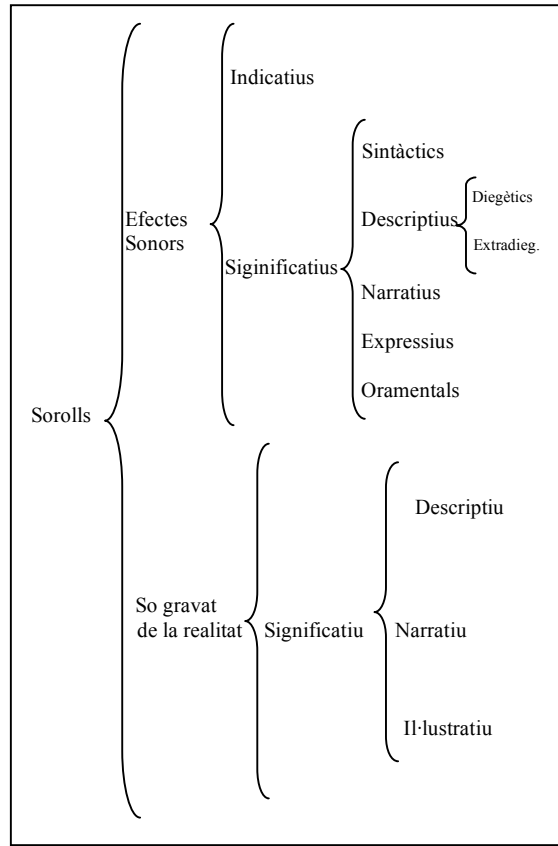 Indicatius
Sintàctics
Diegètics
Efectes
Sonors
Descriptius
Extradieg.
Siginificatius
Narratius
Expressius
Oramentals
Sorolls
Descriptiu
So gravat
de la realitat
Significatiu
Narratiu
Il·lustratiu